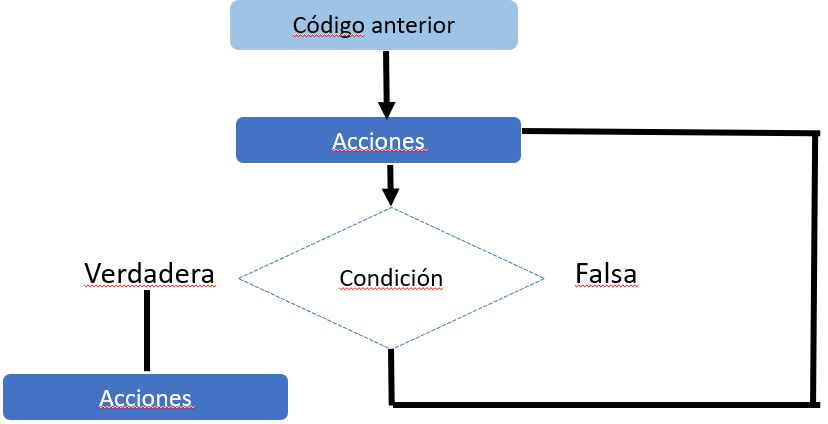 Código anterior
Acciones
Verdadera
Condición
Falsa
Acciones